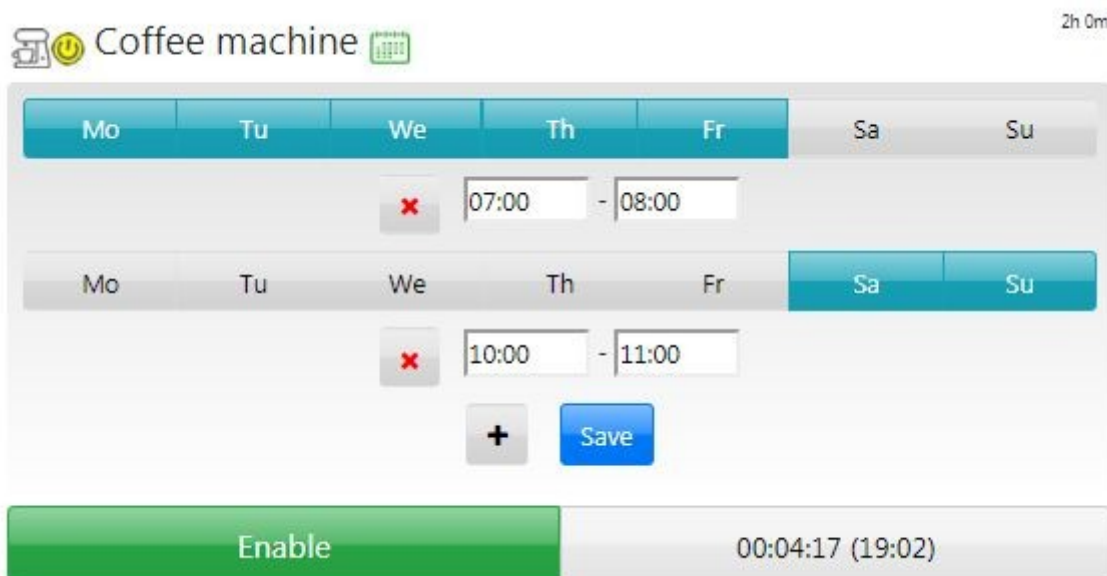 2h 0m
Coffee machine
Mo Tu We Th Fr Sa Su
07:00 - 08:00
Mo Tu We Th Fr Sa Su
10:00 - 11:00
+ Save
Enable 00:04:17 (19:02)